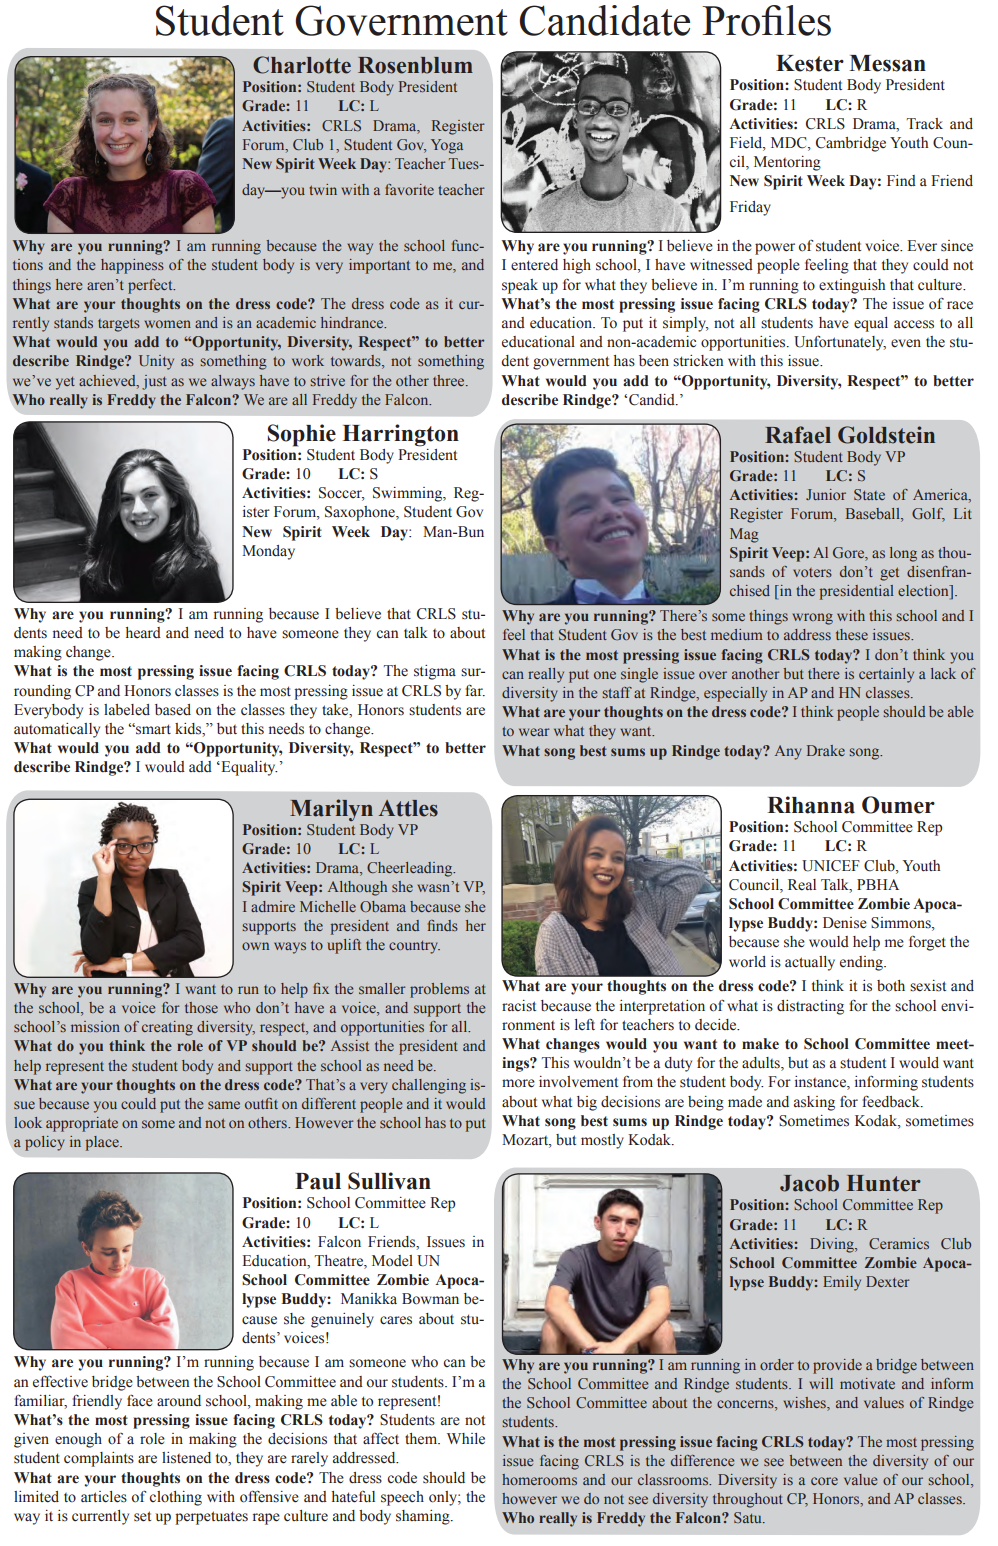 Student Government Candidate Profiles
Charlotte Rosenblum
Position: Student Body President
Grade: 11 LC: L
Activities: CRLS Drama, Register
Forum, Club 1, Student Gov, Yoga
New Spirit Week Day: Teacher Tues-
day—you twin with a favorite teacher
Why are you running? I am running because the way the school func-
tions and the happiness of the student body is very important to me, and
things here aren't perfect.
What are your thoughts on the dress code? The dress code as it cur-
rently stands targets women and is an academic hindrance.
What would you add to “Opportunity, Diversity, Respect” to better
describe Rindge? Unity as something to work towards, not something
we've yet achieved, just as we always have to strive for the other three.
Who really is Freddy the Falcon? We are all Freddy the Falcon.
Kester Messan
Position: Student Body President
Grade: 11 LC: R
Activities: CRLS Drama, Track and
Field, MDC, Cambridge Youth Coun-
cil, Mentoring
New Spirit Week Day: Find a Friend
Friday
Why are you running? I believe in the power of student voice. Ever since
I entered high school, I have witnessed people feeling that they could not
speak up for what they believe in. I'm running to extinguish that culture.
What's the most pressing issue facing CRLS today? The issue of race
and education. To put it simply, not all students have equal access to all
educational and non-academic opportunities. Unfortunately, even the stu-
dent government has been stricken with this issue.
What would you add to “Opportunity, Diversity, Respect” to better
describe Rindge? ‘Candid.’
Sophie Harrington
Position: Student Body President
Grade: 10 LC: S
Activities: Soccer, Swimming, Reg-
ister Forum, Saxophone, Student Gov
New Spirit Week Day: Man-Bun
Monday
Why are you running? I am running because I believe that CRLS stu-
dents need to be heard and need to have someone they can talk to about
making change.
What is the most pressing issue facing CRLS today? The stigma sur-
rounding CP and Honors classes is the most pressing issue at CRLS by far.
Everybody is labeled based on the classes they take, Honors students are
automatically the “smart kids,” but this needs to change.
What would you add to “Opportunity, Diversity, Respect” to better
describe Rindge? I would add ‘Equality.’
Rafael Goldstein
Position: Student Body VP
Grade: 11 LC: S
Activities: Junior State of America,
Register Forum, Baseball, Golf, Lit
Mag
Spirit Veep: Al Gore, as long as thou-
sands of voters don't get disenfran-
chised [in the presidential election].
Why are you running? There's some things wrong with this school and I
feel that Student Gov is the best medium to address these issues.
What is the most pressing issue facing CRLS today? I don't think you
can really put one single issue over another but there is certainly a lack of
diversity in the staff at Rindge, especially in AP and HN classes.
What are your thoughts on the dress code? I think people should be able
to wear what they want.
What song best sums up Rindge today? Any Drake song.
Marilyn Attles
Position: Student Body VP
Grade: 10 LC: L
Activities: Drama, Cheerleading.
Spirit Veep: Although she wasn't VP,
I admire Michelle Obama because she
supports the president and finds her
own ways to uplift the country.
Why are you running? I want to run to help fix the smaller problems at
the school, be a voice for those who don't have a voice, and support the
school's mission of creating diversity, respect, and opportunities for all.
What do you think the role of VP should be? Assist the president and
help represent the student body and support the school as need be.
What are your thoughts on the dress code? That's a very challenging is-
sue because you could put the same outfit on different people and it would
look appropriate on some and not on others. However the school has to put
a policy in place.
Rihanna Oumer
Position: School Committee Rep
Grade: 11 LC: R
Activities: UNICEF Club, Youth
Council, Real Talk, PBHA
School Committee Zombie Apoca-
lypse Buddy: Denise Simmons,
because she would help me forget the
world is actually ending.
What are your thoughts on the dress code? I think it is both sexist and
racist because the interpretation of what is distracting for the school envi-
ronment is left for teachers to decide.
What changes would you want to make to School Committee meet-
ings? This wouldn't be a duty for the adults, but as a student I would want
more involvement from the student body. For instance, informing students
about what big decisions are being made and asking for feedback.
What song best sums up Rindge today? Sometimes Kodak, sometimes
Mozart, but mostly Kodak.
Paul Sullivan
Position: School Committee Rep
Grade: 10 LC: L
Activities: Falcon Friends, Issues in
Education, Theatre, Model UN
School Committee Zombie Apoca-
lypse Buddy: Manikka Bowman be-
cause she genuinely cares about stu-
dents' voices!
Why are you running? I'm running because I am someone who can be
an effective bridge between the School Committee and our students. I'm a
familiar, friendly face around school, making me able to represent!
What's the most pressing issue facing CRLS today? Students are not
given enough of a role in making the decisions that affect them. While
student complaints are listened to, they are rarely addressed.
What are your thoughts on the dress code? The dress code should be
limited to articles of clothing with offensive and hateful speech only; the
way it is currently set up perpetuates rape culture and body shaming.
Jacob Hunter
Position: School Committee Rep
Grade: 11 LC: R
Activities: Diving, Ceramics Club
School Committee Zombie Apoca-
lypse Buddy: Emily Dexter
Why are you running? I am running in order to provide a bridge between
the School Committee and Rindge students. I will motivate and inform
the School Committee about the concerns, wishes, and values of Rindge
students.
What is the most pressing issue facing CRLS today? The most pressing
issue facing CRLS is the difference we see between the diversity of our
homerooms and our classrooms. Diversity is a core value of our school,
however we do not see diversity throughout CP, Honors, and AP classes.
Who really is Freddy the Falcon? Satu.